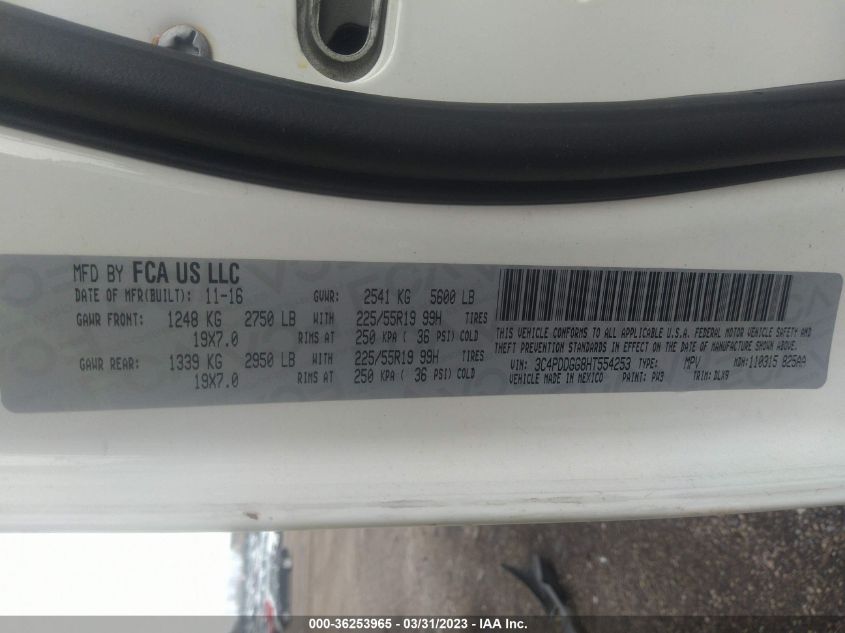 MFD BY FCA US LLC
DATE OF MFR(BUILT): 11-16 GVWR: 2541 KG 5600 LB
GAWR FRONT: 1248 KG 2750 LB WITH 225/55R19 99H TIRES
19X7.0 RIMS AT 250 KPA ( 36 PSI) COLD
GAWR REAR: 1339 KG 2950 LB WITH 225/55R19 99H TIRES
19X7.0 RIMS AT 250 KPA ( 36 PSI) COLD
THIS VEHICLE CONFORMS TO ALL APPLICABLE U.S.A. FEDERAL MOTOR VEHICLE SAFETY AND
THEFT PREVENTION STANDARDS IN EFFECT ON THE DATE OF MANUFACTURE SHOWN ABOVE.
VIN: 3C4PDDGG8HT554253 TYPE: MPV MDH: 110315 025AA
VEHICLE MADE IN MEXICO PAINT: PW3 TRIM: DLX9
000-36253965 - 03/31/2023 - IAA Inc.